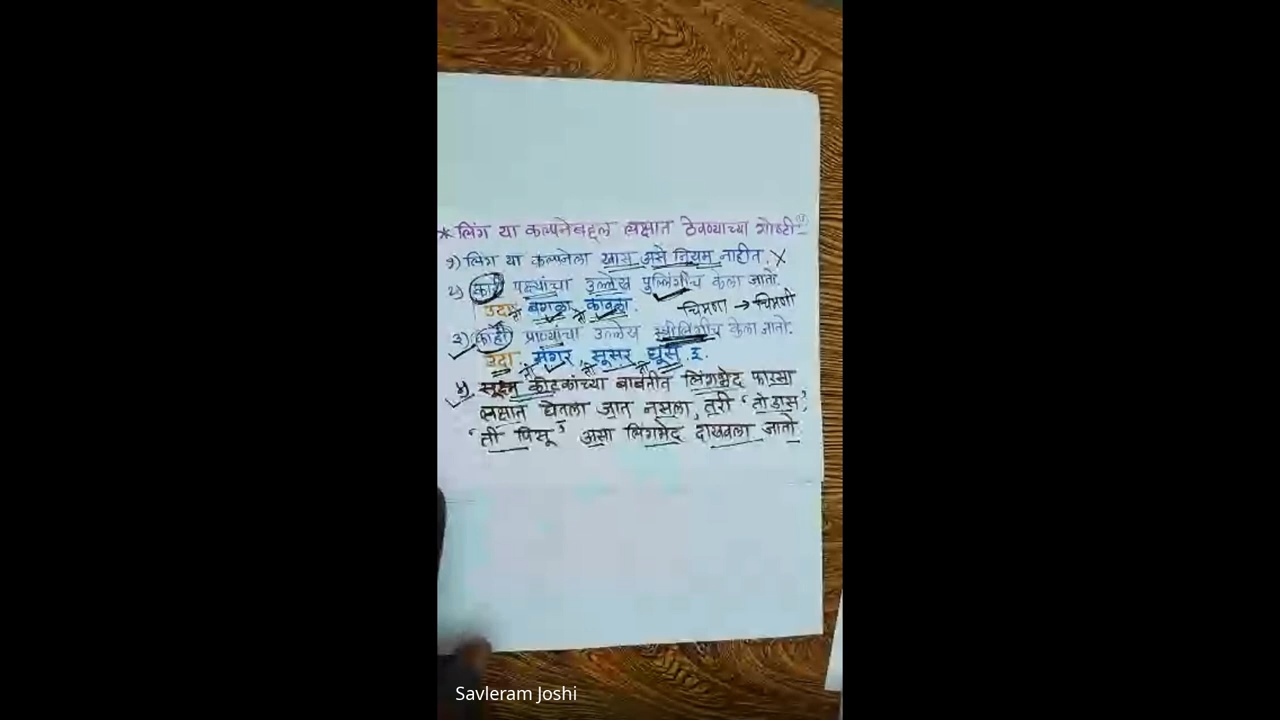 * लिंग या कल्पनेबद्दल लक्षात ठेवण्याच्या गोष्टी
१) लिंग या कल्पनेला खास असे नियम नाहीत. X
२) काही पक्ष्यांचा उल्लेख पुल्लिंगीच केला जातो.
उदा बगळा, कावळा. चिमणा → चिमणी
३) काही प्राण्यांचा उल्लेख स्त्रीलिंगीच केला जातो.
उदा. मगर, सूसर, घूस इ.
४) सूक्ष्म कीटकांच्या बाबतीत लिंगभेद फारसा
लक्षात घेतला जात नसला, तरी 'तो डास',
'ती पिसू' असा लिंगभेद दाखवला जातो
Savleram Joshi